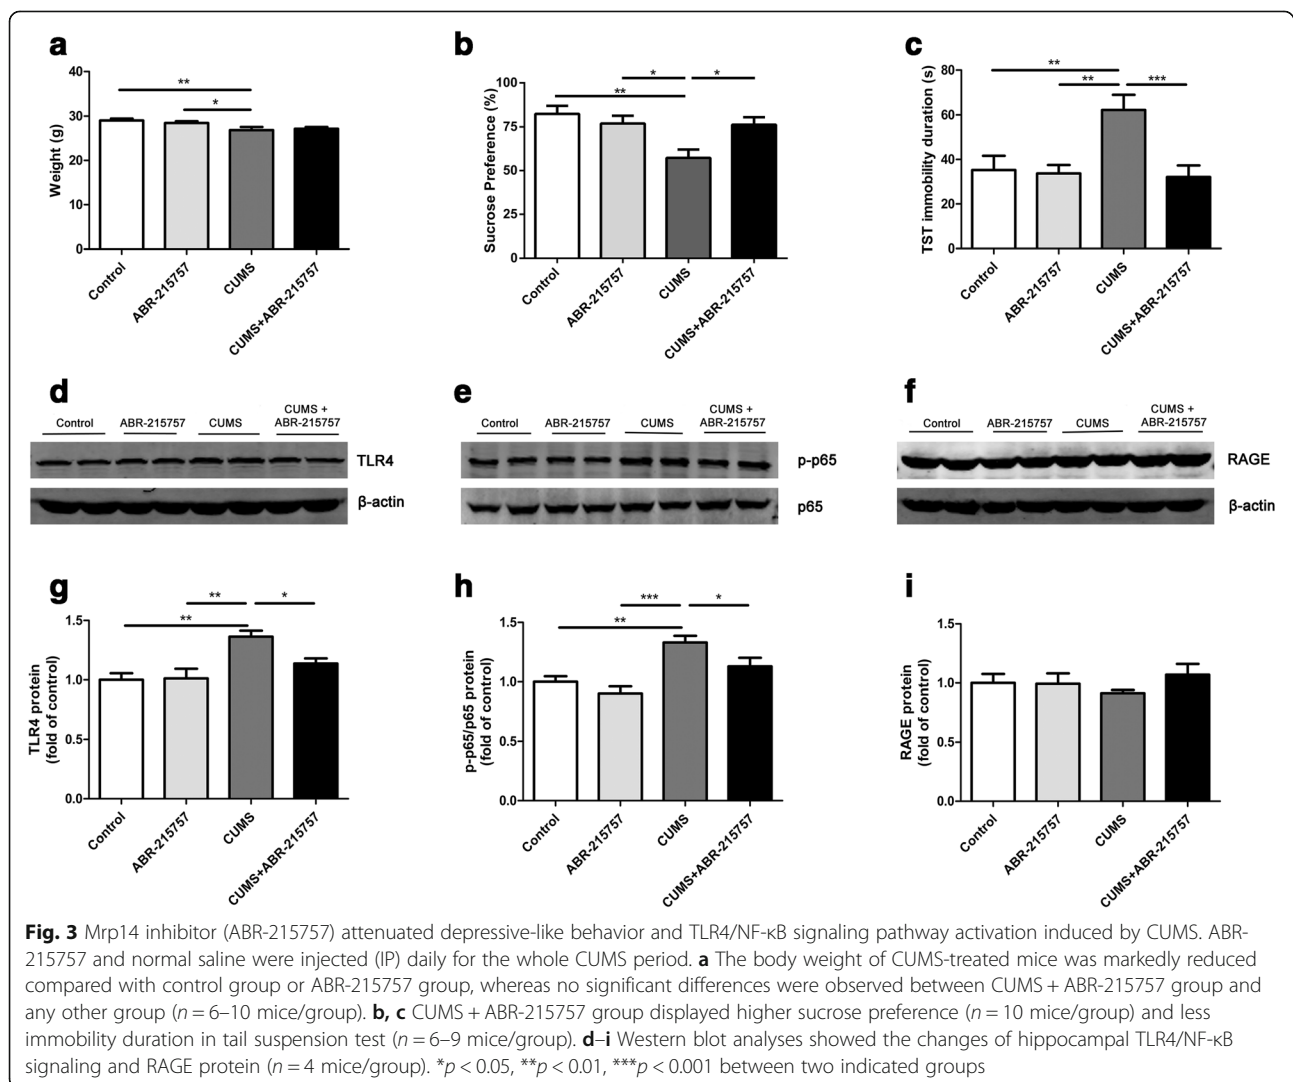 a
**
*
Weight (g)
40
30
20
10
0
Control
ABR-215757
CUMS
CUMS+ABR-215757
b
*
*
**
Sucrose Preference (%)
100
75
50
25
0
Control
ABR-215757
CUMS
CUMS+ABR-215757
c
**
**
***
TST immobility duration (s)
80
60
40
20
0
Control
ABR-215757
CUMS
CUMS+ABR-215757
d
Control ABR-215757 CUMS CUMS +
ABR-215757
TLR4
β-actin
e
Control ABR-215757 CUMS CUMS +
ABR-215757
p-p65
p65
f
Control ABR-215757 CUMS CUMS +
ABR-215757
RAGE
β-actin
g
**
*
**
TLR4 protein
(fold of control)
1.5
1.0
0.5
0.0
Control
ABR-215757
CUMS
CUMS+ABR-215757
h
***
*
**
p-p65/p65 protein
(fold of control)
1.5
1.0
0.5
0.0
Control
ABR-215757
CUMS
CUMS+ABR-215757
i
RAGE protein
(fold of control)
1.5
1.0
0.5
0.0
Control
ABR-215757
CUMS
CUMS+ABR-215757
Fig. 3 Mrp14 inhibitor (ABR-215757) attenuated depressive-like behavior and TLR4/NF-κB signaling pathway activation induced by CUMS. ABR-
215757 and normal saline were injected (IP) daily for the whole CUMS period. a The body weight of CUMS-treated mice was markedly reduced
compared with control group or ABR-215757 group, whereas no significant differences were observed between CUMS + ABR-215757 group and
any other group (n = 6–10 mice/group). b, c CUMS + ABR-215757 group displayed higher sucrose preference (n = 10 mice/group) and less
immobility duration in tail suspension test (n = 6–9 mice/group). d–i Western blot analyses showed the changes of hippocampal TLR4/NF-κB
signaling and RAGE protein (n = 4 mice/group). *p < 0.05, **p < 0.01, ***p < 0.001 between two indicated groups